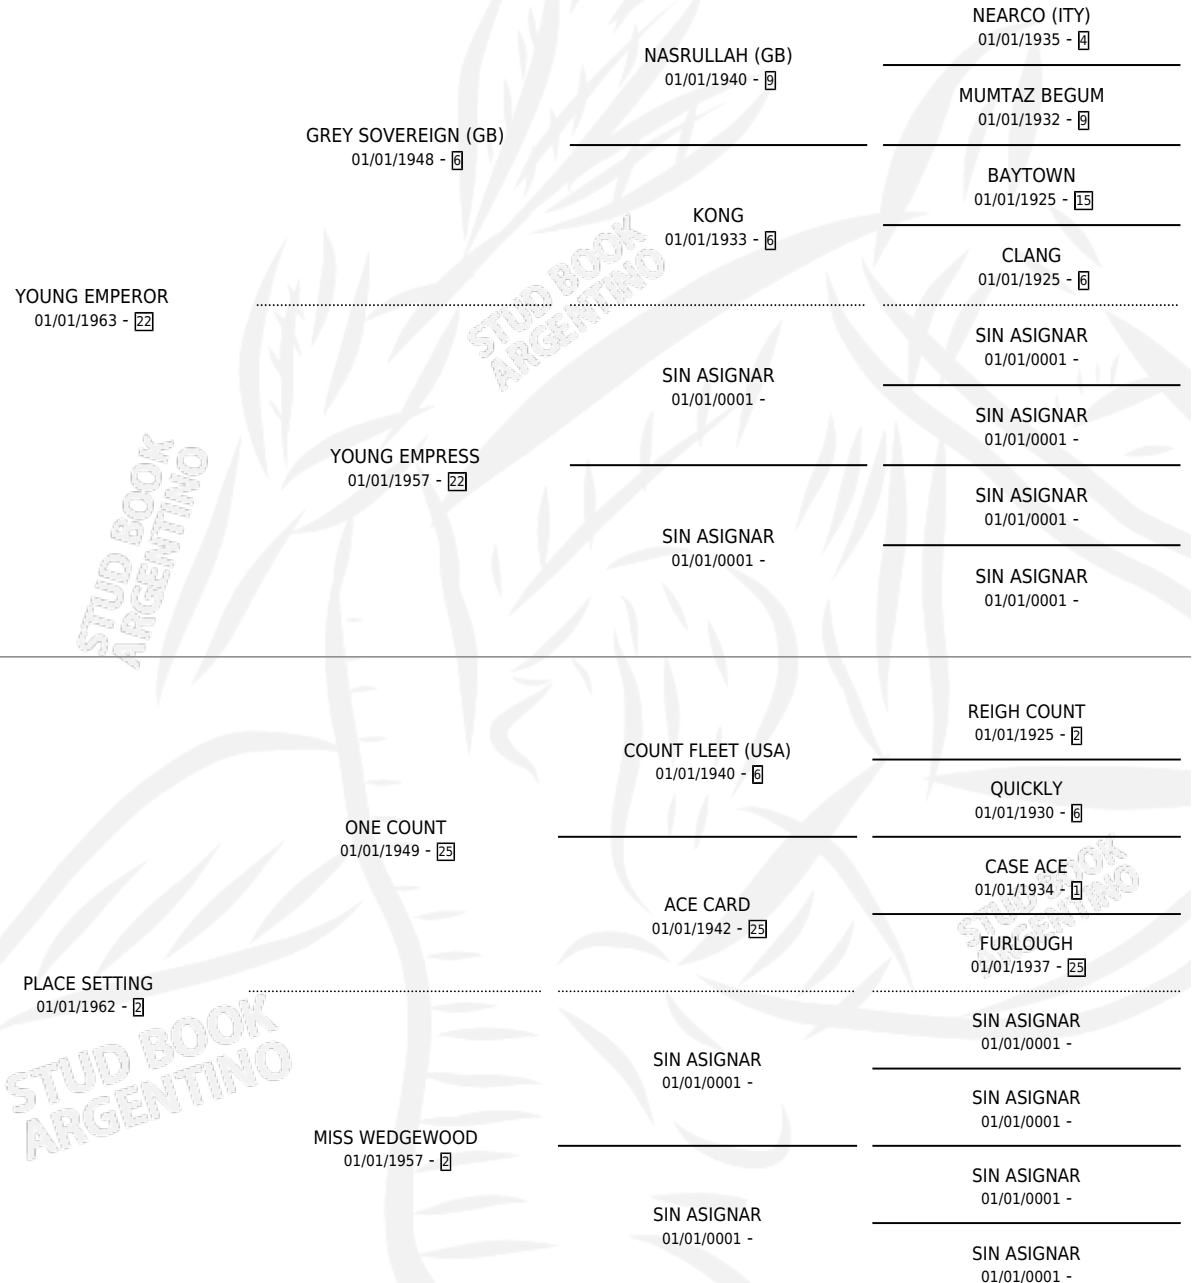 NEARCO (ITY)
01/01/1935 - 4
NASRULLAH (GB)
01/01/1940 - 9
MUMTAZ BEGUM
01/01/1932 - 9
GREY SOVEREIGN (GB)
01/01/1948 - 6
BAYTOWN
01/01/1925 - 15
KONG
01/01/1933 - 6
CLANG
01/01/1925 - 6
YOUNG EMPEROR
01/01/1963 - 22
STUD BOOK
ARGENTINO
SIN ASIGNAR
01/01/0001 -
SIN ASIGNAR
01/01/0001 -
SIN ASIGNAR
01/01/0001 -
YOUNG EMPRESS
01/01/1957 - 22
SIN ASIGNAR
01/01/0001 -
SIN ASIGNAR
01/01/0001 -
SIN ASIGNAR
01/01/0001 -
STUD BOOK
ARGENTINO
REIGH COUNT
01/01/1925 - 2
COUNT FLEET (USA)
01/01/1940 - 6
QUICKLY
01/01/1930 - 6
ONE COUNT
01/01/1949 - 25
CASE ACE
01/01/1934 - 1
ACE CARD
01/01/1942 - 25
STUD BOOK
ARGENTINO
FURLOUGH
01/01/1937 - 25
PLACE SETTING
01/01/1962 - 2
STUD BOOK
ARGENTINO
SIN ASIGNAR
01/01/0001 -
SIN ASIGNAR
01/01/0001 -
SIN ASIGNAR
01/01/0001 -
MISS WEDGEWOOD
01/01/1957 - 2
SIN ASIGNAR
01/01/0001 -
SIN ASIGNAR
01/01/0001 -
SIN ASIGNAR
01/01/0001 -